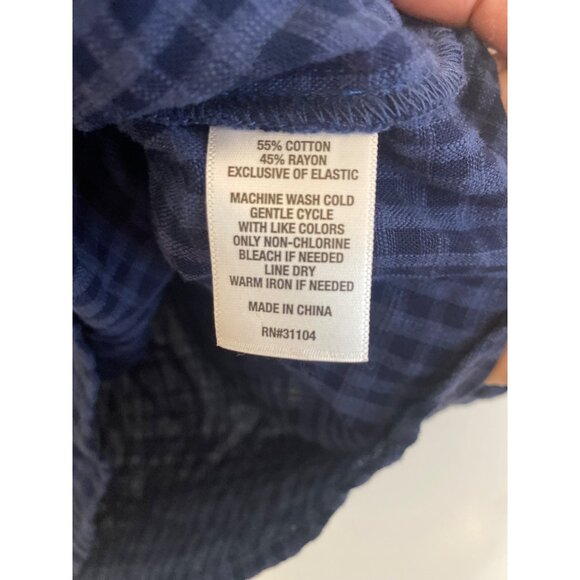 55% COTTON
45% RAYON
EXCLUSIVE OF ELASTIC
MACHINE WASH COLD
GENTLE CYCLE
WITH LIKE COLORS
ONLY NON-CHLORINE
BLEACH IF NEEDED
LINE DRY
WARM IRON IF NEEDED
MADE IN CHINA
RN#31104